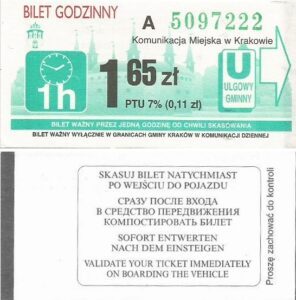 BILET GODZINNY
A 5097222
Komunikacja Miejska w Krakowie
1h
1 65 zł
PTU 7% (0,11 zł)
U
ULGOWY
GMINNY
BILET WAŻNY PRZEZ JEDNĄ GODZINĘ OD CHWILI SKASOWANIA
BILET WAŻNY WYŁĄCZNIE W GRANICACH GMINY KRAKÓW W KOMUNIKACJI DZIENNEJ
SKASUJ BILET NATYCHMIAST
PO WEJŚCIU DO POJAZDU
СРАЗУ ПОСЛЕ ВХОДА
В СРЕДСТВО ПЕРЕДВИЖЕНИЯ
КОМПОСТИРОВАТЬ БИЛЕТ
SOFORT ENTWERTEN
NACH DEM EINSTEIGEN
VALIDATE YOUR TICKET IMMEDIATELY
ON BOARDING THE VEHICLE
Proszę zachować do kontroli